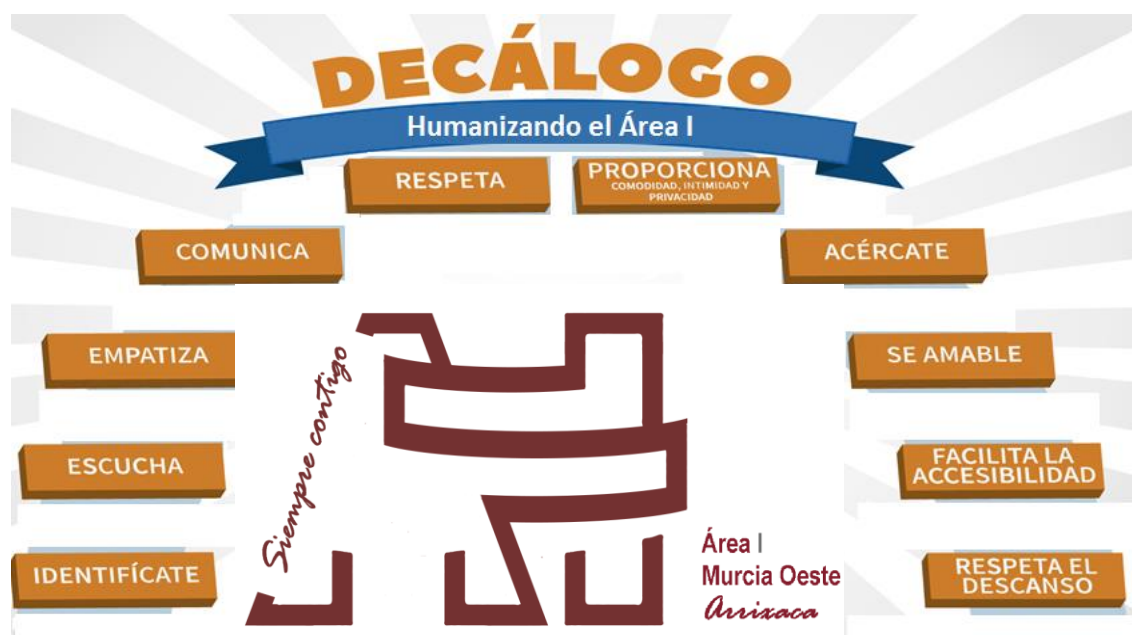 DECÁLOGO
Humanizando el Área I
RESPETA
PROPORCIONA
COMODIDAD, INTIMIDAD Y
PRIVACIDAD
COMUNICA
ACÉRCATE
EMPATIZA
SE AMABLE
ESCUCHA
FACILITA LA
ACCESIBILIDAD
IDENTIFÍCATE
RESPETA EL
DESCANSO
Siempre contigo
Área I
Murcia Oeste
Arrixaca